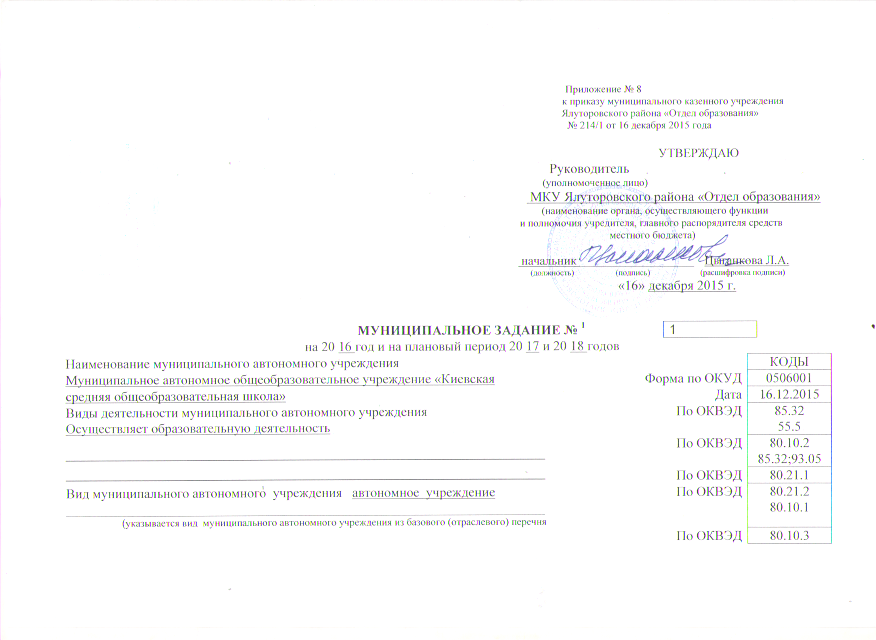 Приложение № 8
к приказу муниципального казенного учреждения
Ялуторовского района «Отдел образования»
№ 214/1 от 16 декабря 2015 года
УТВЕРЖДАЮ
Руководитель
(уполномоченное лицо)
МКУ Ялуторовского района «Отдел образования»
(наименование органа, осуществляющего функции
и полномочия учредителя, главного распорядителя средств
местного бюджета)
начальник Цыганкова Л.А.
(должность) (подпись) (расшифровка подписи)
«16» декабря 2015 г.
МУНИЦИПАЛЬНОЕ ЗАДАНИЕ № 1 1
на 20 16 год и на плановый период 20 17 и 20 18 годов
КОДЫ
Наименование муниципального автономного учреждения
Муниципальное автономное общеобразовательное учреждение «Киевская Форма по ОКУД 0506001
средняя общеобразовательная школа» Дата 16.12.2015
Виды деятельности муниципального автономного учреждения По ОКВЭД 85.32
Осуществляет образовательную деятельность 55.5
По ОКВЭД 80.10.2
85.32;93.05
По ОКВЭД 80.21.1
Вид муниципального автономного учреждения автономное учреждение По ОКВЭД 80.21.2
80.10.1
(указывается вид муниципального автономного учреждения из базового (отраслевого) перечня
По ОКВЭД 80.10.3